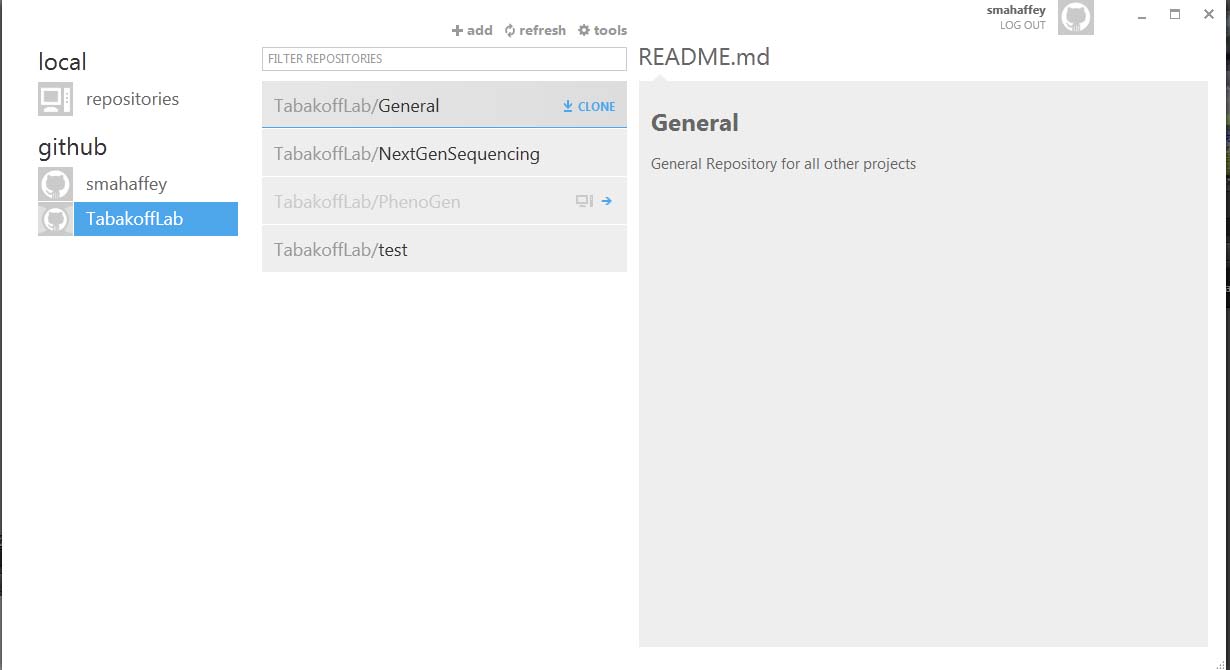 smahaffey
LOG OUT
add refresh tools
local
repositories
github
smahaffey
TabakoffLab
FILTER REPOSITORIES
TabakoffLab/General CLONE
TabakoffLab/NextGenSequencing
TabakoffLab/PhenoGen
TabakoffLab/test
README.md
General
General Repository for all other projects